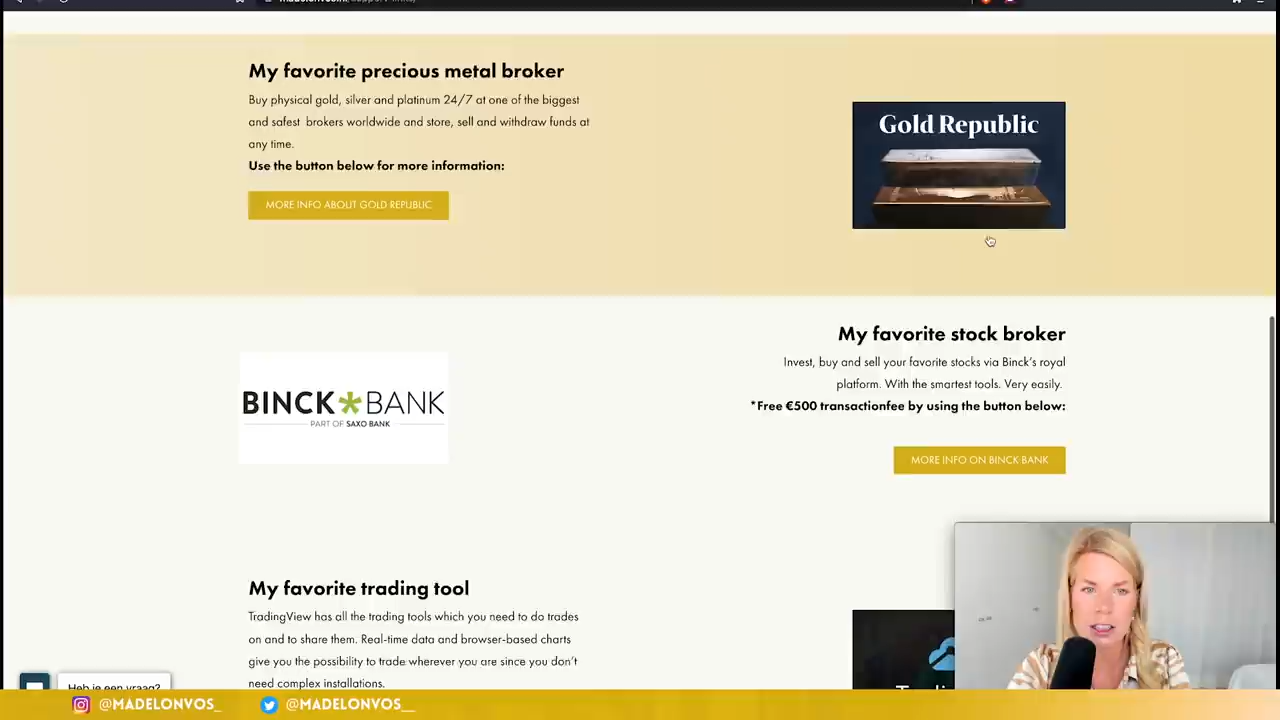 My favorite precious metal broker
Buy physical gold, silver and platinum 24/7 at one of the biggest
and safest brokers worldwide and store, sell and withdraw funds at
any time.
Use the button below for more information:
MORE INFO ABOUT GOLD REPUBLIC
Gold Republic
My favorite stock broker
Invest, buy and sell your favorite stocks via Binck's royal
platform. With the smartest tools. Very easily.
*Free €500 transactionfee by using the button below:
MORE INFO ON BINCK BANK
BINCK BANK
PART OF SAXO BANK
My favorite trading tool
TradingView has all the trading tools which you need to do trades
on and to share them. Real-time data and browser-based charts
give you the possibility to trade wherever you are since you don't
need complex installations.
Heb je een vraag?
@MADELONVOS_
@MADELONVOS__